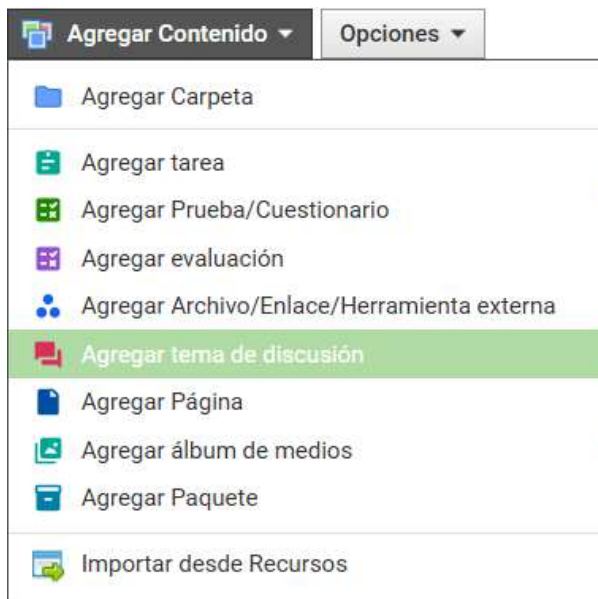 Agregar Contenido
Opciones
Agregar Carpeta
Agregar tarea
Agregar Prueba/Cuestionario
Agregar evaluación
Agregar Archivo/Enlace/Herramienta externa
Agregar tema de discusión
Agregar Página
Agregar álbum de medios
Agregar Paquete
Importar desde Recursos